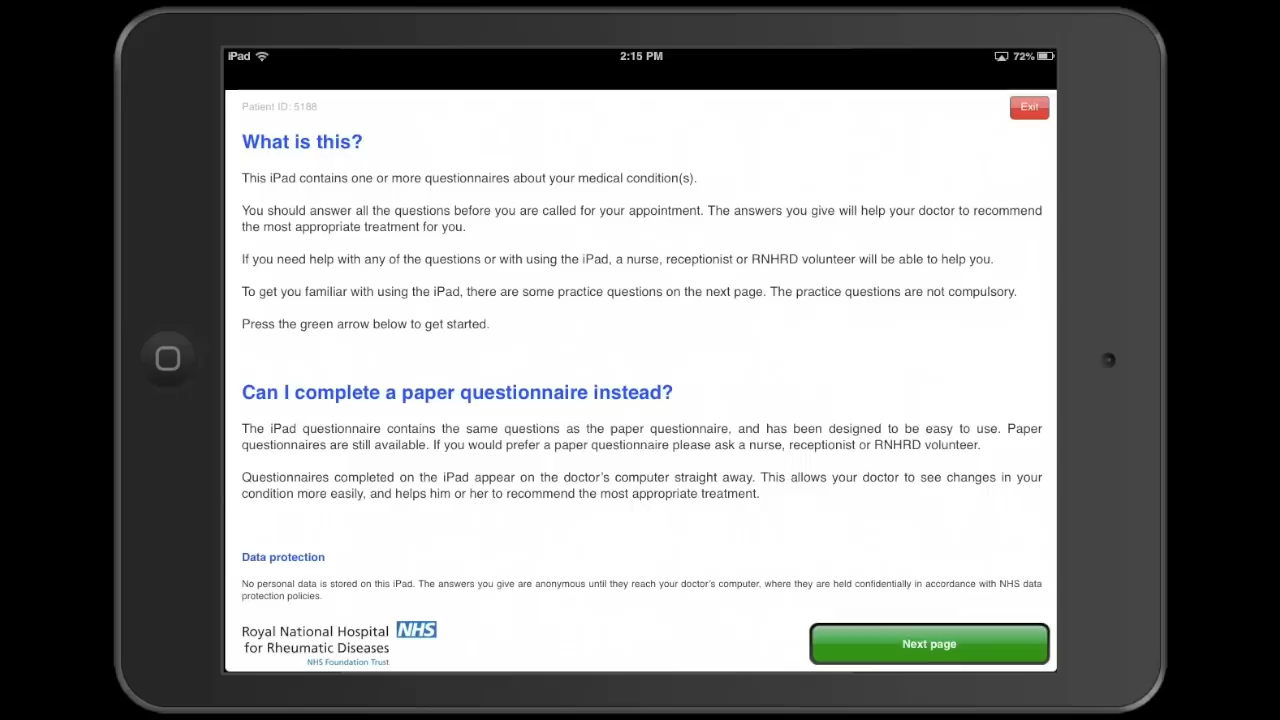 iPad 2:15 PM 72%
Patient ID: 5188 Exit
What is this?
This iPad contains one or more questionnaires about your medical condition(s).
You should answer all the questions before you are called for your appointment. The answers you give will help your doctor to recommend
the most appropriate treatment for you.
If you need help with any of the questions or with using the iPad, a nurse, receptionist or RNHRD volunteer will be able to help you.
To get you familiar with using the iPad, there are some practice questions on the next page. The practice questions are not compulsory.
Press the green arrow below to get started.
Can I complete a paper questionnaire instead?
The iPad questionnaire contains the same questions as the paper questionnaire, and has been designed to be easy to use. Paper
questionnaires are still available. If you would prefer a paper questionnaire please ask a nurse, receptionist or RNHRD volunteer.
Questionnaires completed on the iPad appear on the doctor's computer straight away. This allows your doctor to see changes in your
condition more easily, and helps him or her to recommend the most appropriate treatment.
Data protection
No personal data is stored on this iPad. The answers you give are anonymous until they reach your doctor's computer, where they are held confidentially in accordance with NHS data
protection policies.
Royal National Hospital NHS
for Rheumatic Diseases
NHS Foundation Trust
Next page